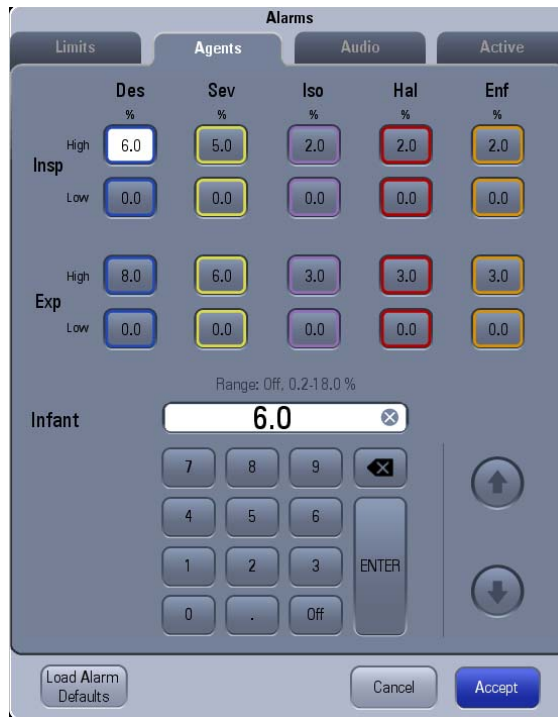 Alarms
Limits Agents Audio Active
Des Sev Iso Hal Enf
% % % % %
High 6.0 5.0 2.0 2.0 2.0
Insp
Low 0.0 0.0 0.0 0.0 0.0
High 8.0 6.0 3.0 3.0 3.0
Exp
Low 0.0 0.0 0.0 0.0 0.0
Range: Off, 0.2-18.0 %
Infant 6.0
7 8 9
4 5 6
1 2 3 ENTER
0 . Off
Load Alarm
Defaults
Cancel Accept